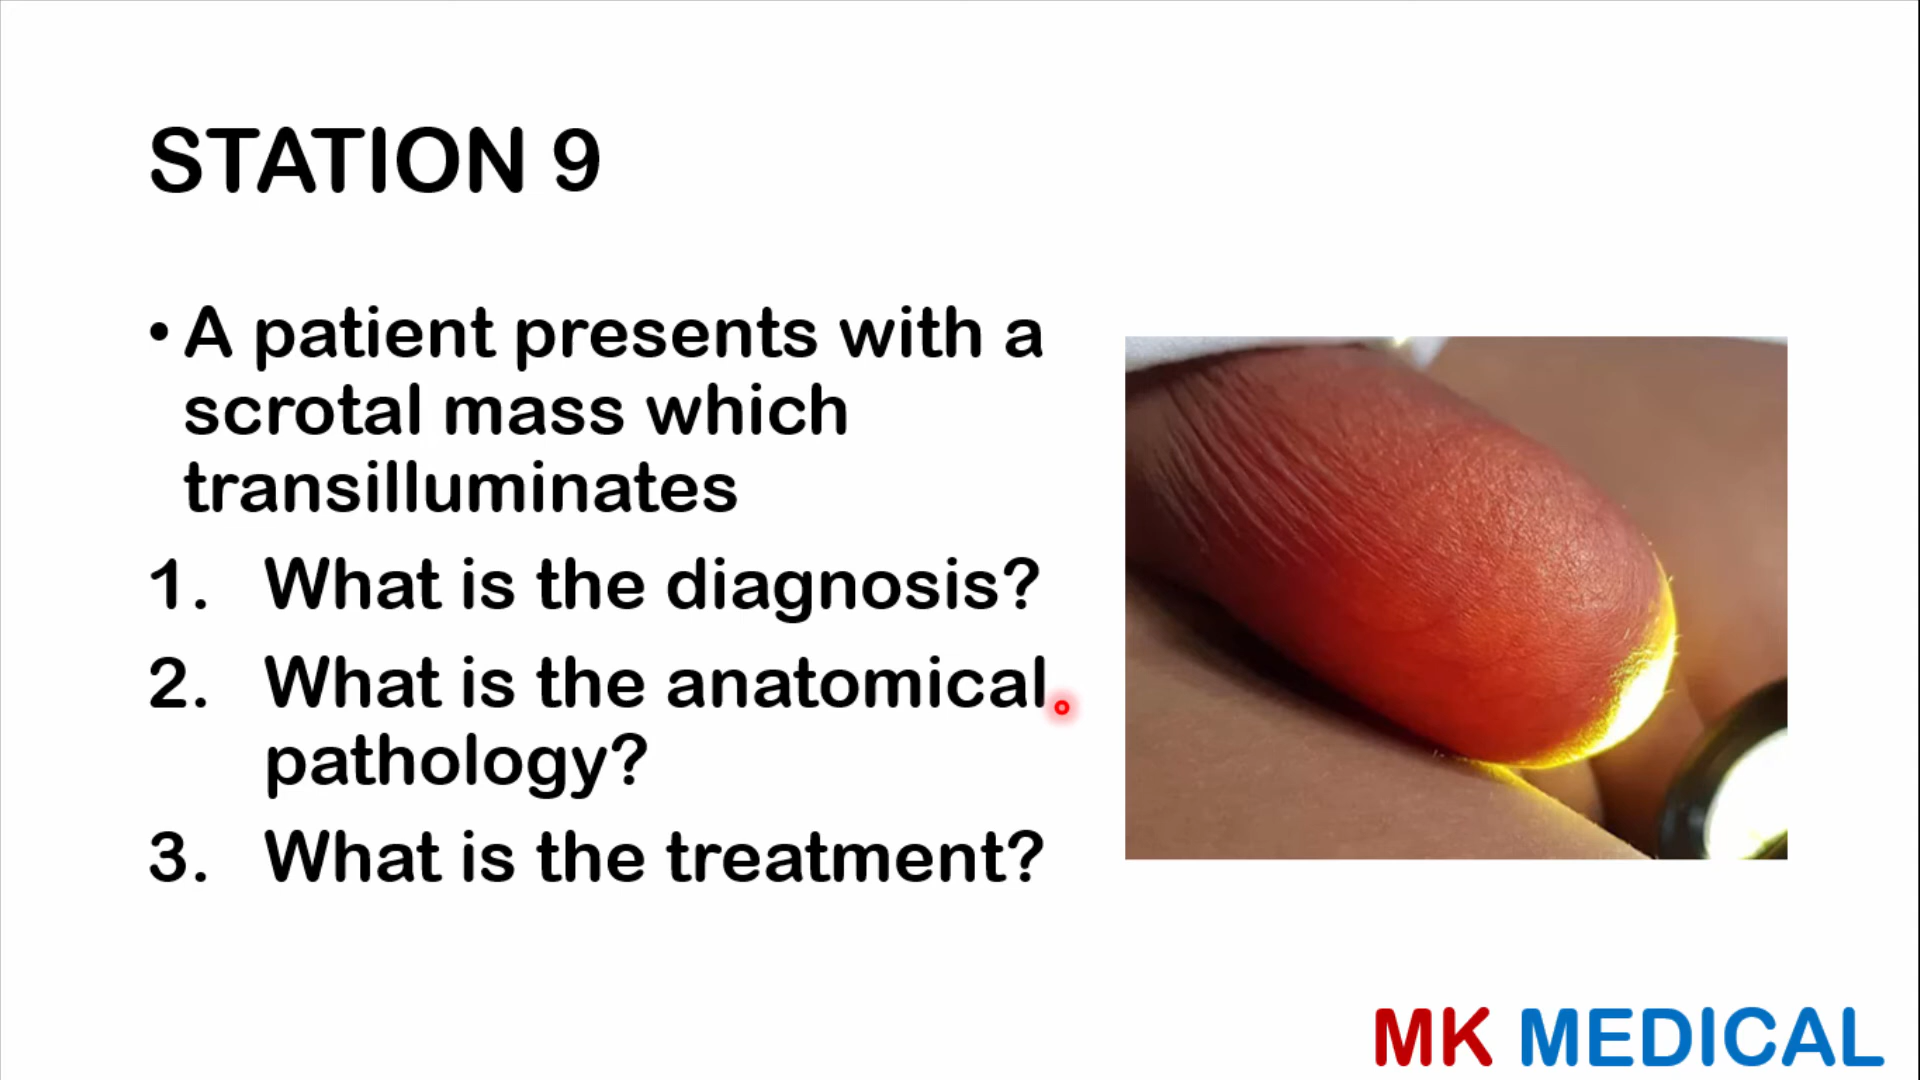 STATION 9
• A patient presents with a
scrotal mass which
transilluminates
1. What is the diagnosis?
2. What is the anatomical
pathology?
3. What is the treatment?
MK MEDICAL